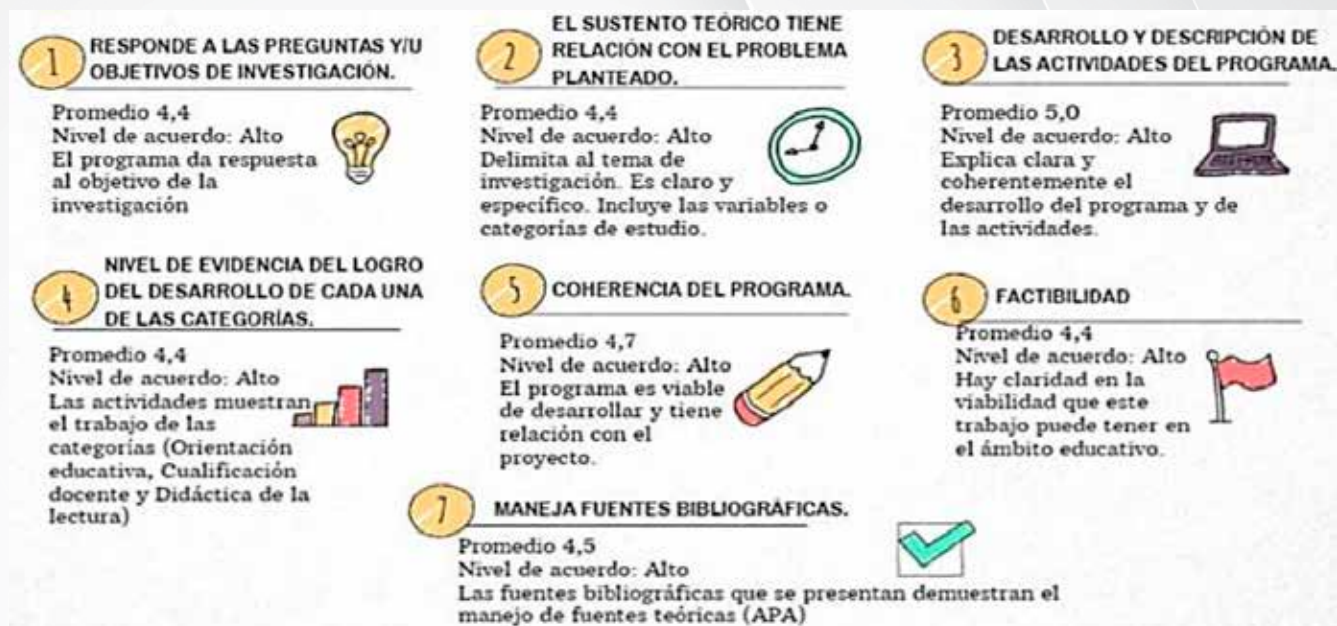 1
RESPONDE A LAS PREGUNTAS Y/U
OBJETIVOS DE INVESTIGACIÓN.
Promedio 4,4
Nivel de acuerdo: Alto
El programa da respuesta
al objetivo de la
investigación
2
EL SUSTENTO TEÓRICO TIENE
RELACIÓN CON EL PROBLEMA
PLANTEADO.
Promedio 4,4
Nivel de acuerdo: Alto
Delimita al tema de
investigación. Es claro y
específico. Incluye las variables o
categorías de estudio.
3
DESARROLLO Y DESCRIPCIÓN DE
LAS ACTIVIDADES DEL PROGRAMA.
Promedio 5,0
Nivel de acuerdo: Alto
Explica clara y
coherentemente el
desarrollo del programa y de
las actividades.
4
NIVEL DE EVIDENCIA DEL LOGRO
DEL DESARROLLO DE CADA UNA
DE LAS CATEGORÍAS.
Promedio 4,4
Nivel de acuerdo: Alto
Las actividades muestran
el trabajo de las
categorías (Orientación
educativa, Cualificación
docente y Didáctica de la
lectura)
5
COHERENCIA DEL PROGRAMA.
Promedio 4,7
Nivel de acuerdo: Alto
El programa es viable
de desarrollar y tiene
relación con el
proyecto.
6
FACTIBILIDAD
Promedio 4,4
Nivel de acuerdo: Alto
Hay claridad en la
viabilidad que este
trabajo puede tener en
el ámbito educativo.
7
MANEJA FUENTES BIBLIOGRÁFICAS.
Promedio 4,5
Nivel de acuerdo: Alto
Las fuentes bibliográficas que se presentan demuestran el
manejo de fuentes teóricas (APA)